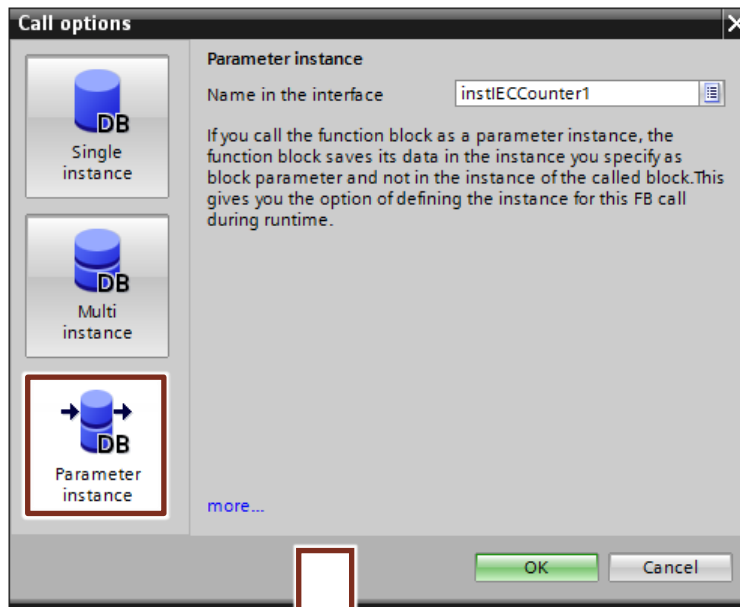 Call options
DB
Single
instance
DB
Multi
instance
DB
Parameter
instance
Parameter instance
Name in the interface
instIECCounter1
If you call the function block as a parameter instance, the
function block saves its data in the instance you specify as
block parameter and not in the instance of the called block.This
gives you the option of defining the instance for this FB call
during runtime.
more...
OK
Cancel